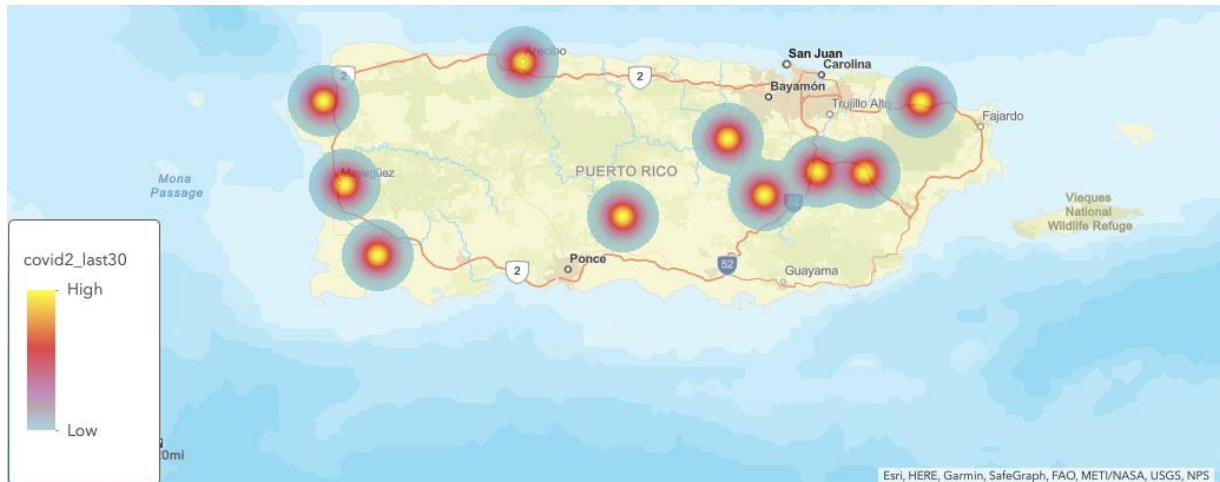 Arecibo
San Juan
Carolina
2
2
Bayamón
Trujillo Alto
Fajardo
PUERTO RICO
Mayagüez
Mona
Passage
52
Vieques
National
Wildlife Refuge
covid2_last30
High
Ponce
2
52
Guayama
Low
20mi
Esri, HERE, Garmin, SafeGraph, FAO, METI/NASA, USGS, NPS